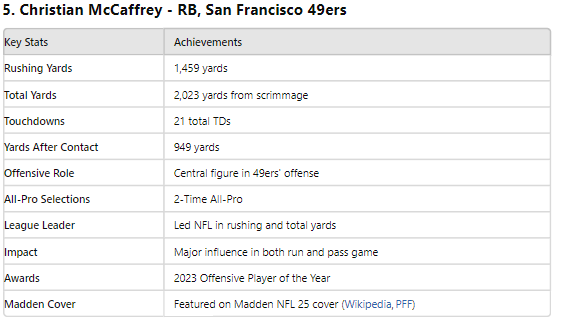 5. Christian McCaffrey - RB, San Francisco 49ers
Key Stats Achievements
Rushing Yards 1,459 yards
Total Yards 2,023 yards from scrimmage
Touchdowns 21 total TDs
Yards After Contact 949 yards
Offensive Role Central figure in 49ers' offense
All-Pro Selections 2-Time All-Pro
League Leader Led NFL in rushing and total yards
Impact Major influence in both run and pass game
Awards 2023 Offensive Player of the Year
Madden Cover Featured on Madden NFL 25 cover (Wikipedia, PFF)